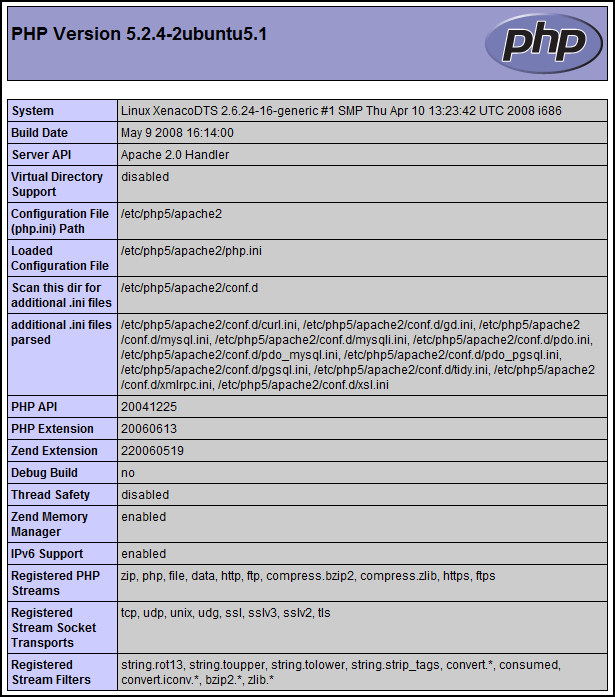 PHP Version 5.2.4-2ubuntu5.1
php
System Linux XenacoDTS 2.6.24-16-generic #1 SMP Thu Apr 10 13:23:42 UTC 2008 i686
Build Date May 9 2008 16:14:00
Server API Apache 2.0 Handler
Virtual Directory disabled
Support
Configuration File /etc/php5/apache2
(php.ini) Path
Loaded /etc/php5/apache2/php.ini
Configuration File
Scan this dir for /etc/php5/apache2/conf.d
additional .ini files
additional .ini files /etc/php5/apache2/conf.d/curl.ini, /etc/php5/apache2/conf.d/gd.ini, /etc/php5/apache2
parsed /conf.d/mysql.ini, /etc/php5/apache2/conf.d/mysqli.ini, /etc/php5/apache2/conf.d/pdo.ini,
/etc/php5/apache2/conf.d/pdo_mysql.ini, /etc/php5/apache2/conf.d/pdo_pgsql.ini,
/etc/php5/apache2/conf.d/pgsql.ini, /etc/php5/apache2/conf.d/tidy.ini, /etc/php5/apache2
/conf.d/xmlrpc.ini, /etc/php5/apache2/conf.d/xsl.ini
PHP API 20041225
PHP Extension 20060613
Zend Extension 220060519
Debug Build no
Thread Safety disabled
Zend Memory enabled
Manager
IPv6 Support enabled
Registered PHP zip, php, file, data, http, ftp, compress.bzip2, compress.zlib, https, ftps
Streams
Registered tcp, udp, unix, udg, ssl, sslv3, sslv2, tls
Stream Socket
Transports
Registered string.rot13, string.toupper, string.tolower, string.strip_tags, convert.*, consumed,
Stream Filters convert.iconv.*, bzip2.*, zlib.*